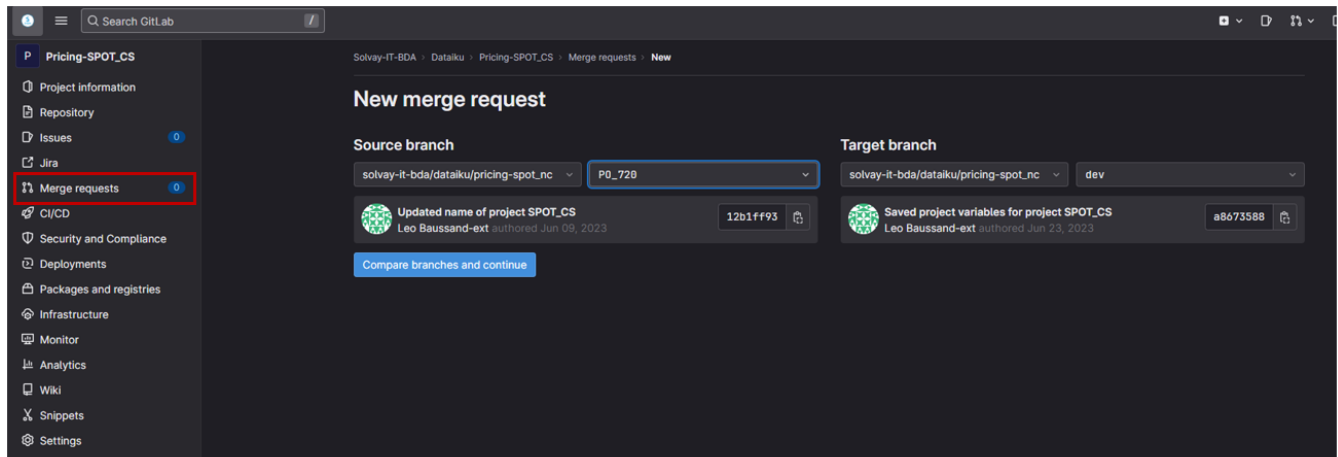 Search GitLab /
P Pricing-SPOT_CS
Project information
Repository
Issues 0
Jira
Merge requests 0
CI/CD
Security and Compliance
Deployments
Packages and registries
Infrastructure
Monitor
Analytics
Wiki
Snippets
Settings
Solvay-IT-BDA › Dataiku › Pricing-SPOT_CS › Merge requests › New
New merge request
Source branch
solvay-it-bda/dataiku/pricing-spot_nc P0_720
Updated name of project SPOT_CS 12b1ff93
Leo Baussand-ext authored Jun 09, 2023
Compare branches and continue
Target branch
solvay-it-bda/dataiku/pricing-spot_nc dev
Saved project variables for project SPOT_CS a8673588
Leo Baussand-ext authored Jun 23, 2023